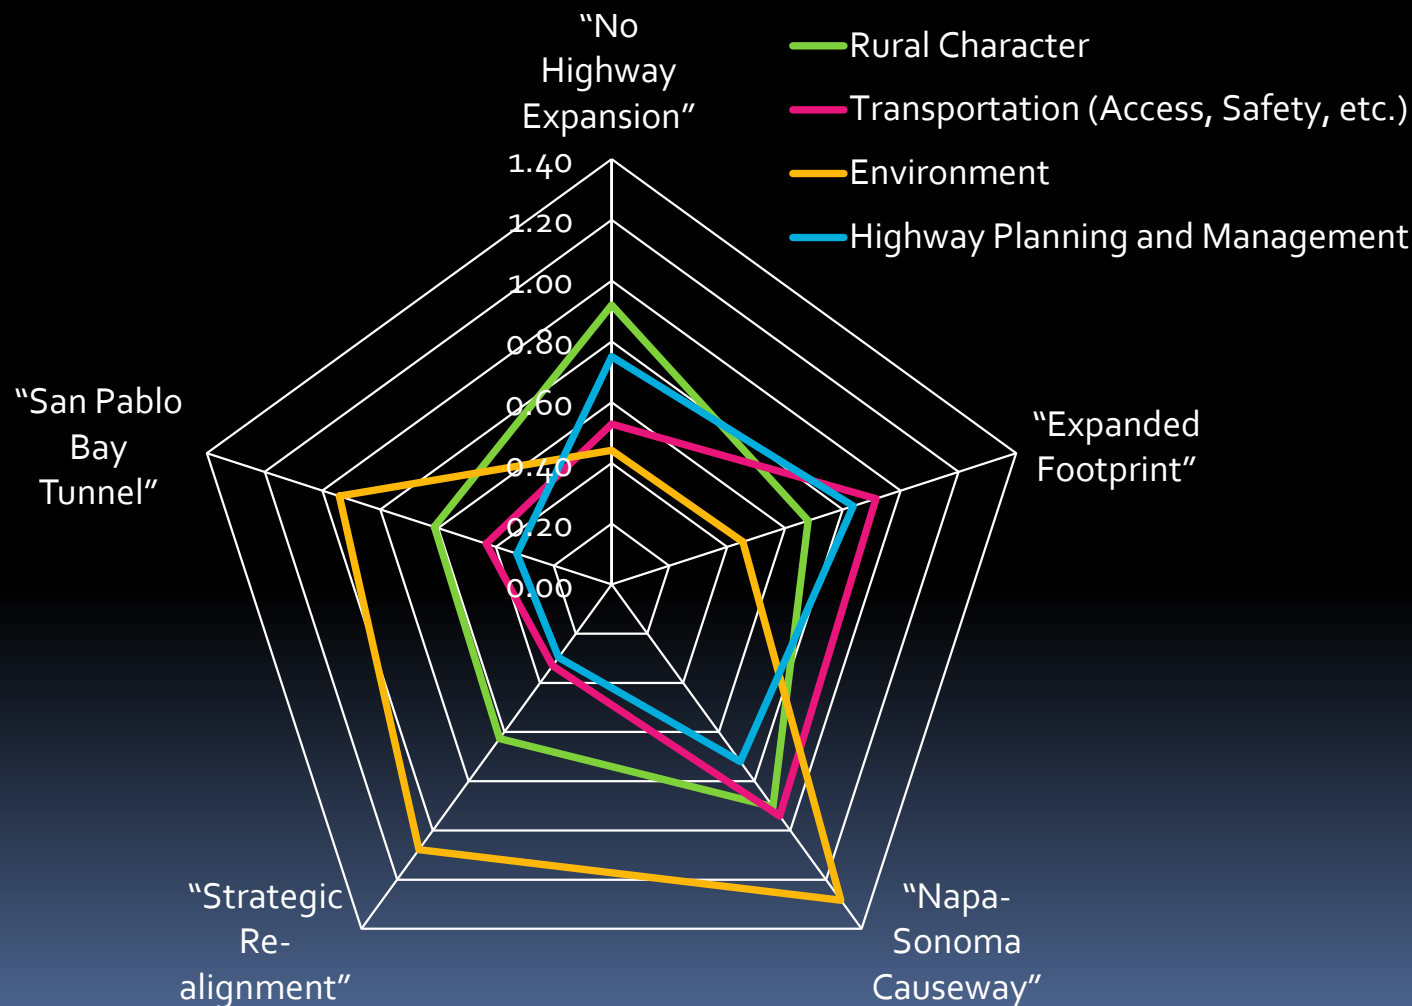 “No
Highway
Expansion”
Rural Character
Transportation (Access, Safety, etc.)
Environment
Highway Planning and Management
1.40
1.20
1.00
0.80
0.60
0.40
0.20
0.00
“San Pablo
Bay
Tunnel”
“Expanded
Footprint”
“Strategic
Re-
alignment”
“Napa-
Sonoma
Causeway”